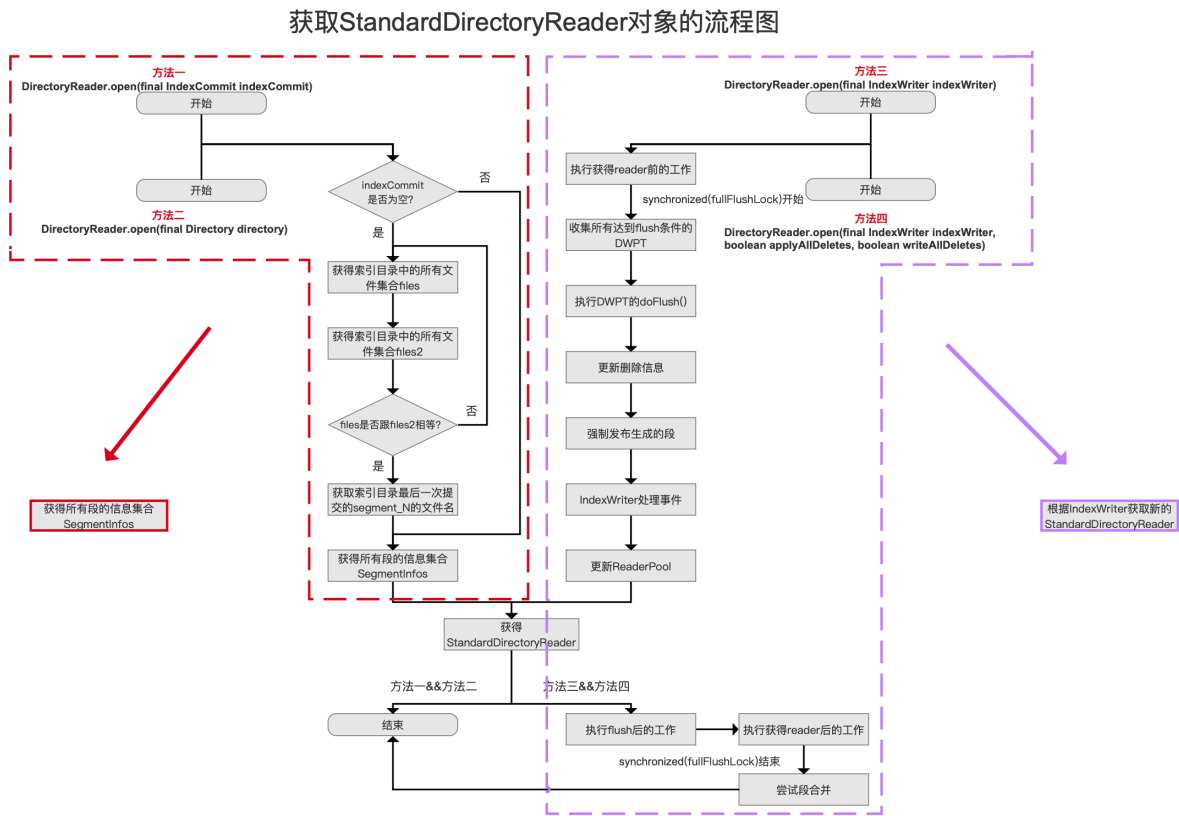 获取StandardDirectoryReader对象的流程图
方法一
DirectoryReader.open(final IndexCommit indexCommit)
开始
开始
方法二
DirectoryReader.open(final Directory directory)
indexCommit
是否为空?
否
是
获得索引目录中的所有文
件集合files
获得索引目录中的所有文
件集合files2
files是否跟files2相等?
否
是
获取索引目录最后一次提
交的segment_N的文件名
获得所有段的信息集合
SegmentInfos
获得所有段的信息集合
SegmentInfos
方法三
DirectoryReader.open(final IndexWriter indexWriter)
开始
开始
方法四
DirectoryReader.open(final IndexWriter indexWriter,
boolean applyAllDeletes, boolean writeAllDeletes)
执行获得reader前的工作
synchronized(fullFlushLock)开始
收集所有达到flush条件的
DWPT
执行DWPT的doFlush()
更新删除信息
强制发布生成的段
IndexWriter处理事件
更新ReaderPool
根据IndexWriter获取新的
StandardDirectoryReader
获得
StandardDirectoryReader
方法一&&方法二
方法三&&方法四
结束
执行flush后的工作
执行获得reader后的工作
synchronized(fullFlushLock)结束
尝试段合并